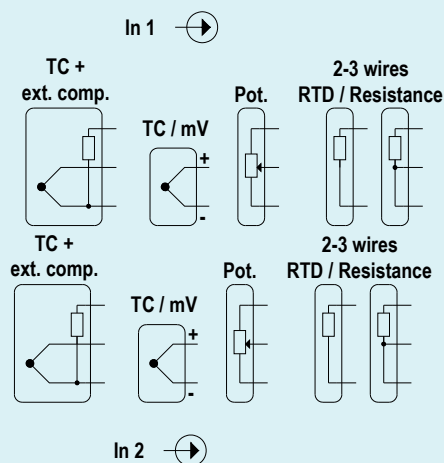 In 1
TC +
ext. comp.
TC / mV
+
-
Pot.
2-3 wires
RTD / Resistance
TC +
ext. comp.
TC / mV
+
-
Pot.
2-3 wires
RTD / Resistance
In 2